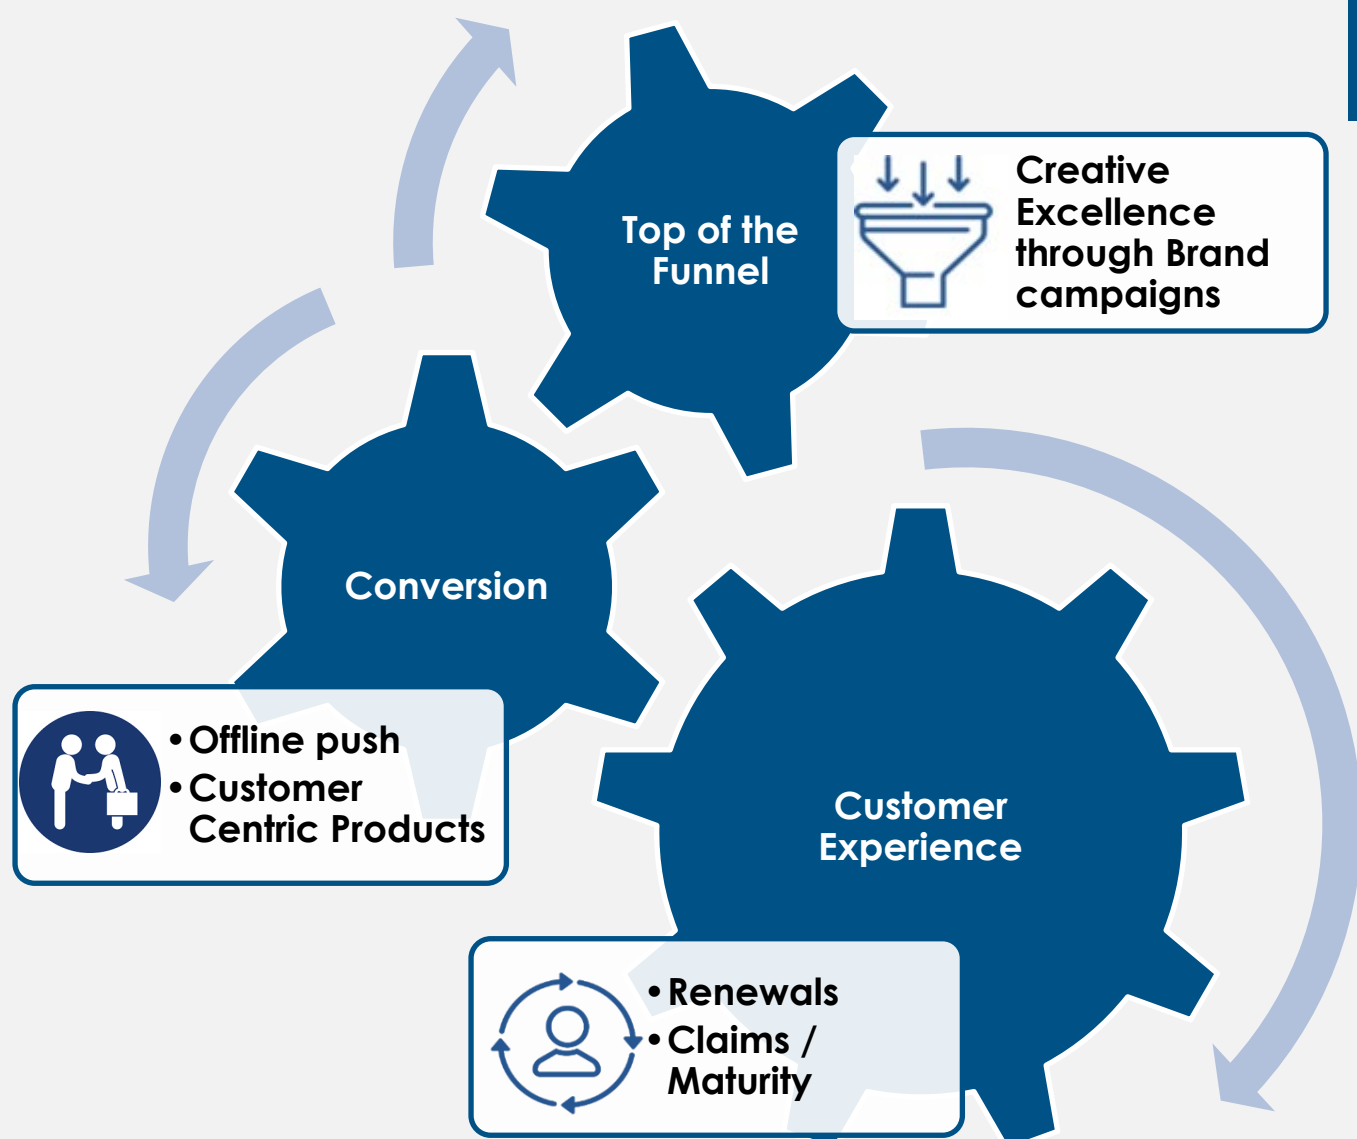 Top of the
Funnel
Creative
Excellence
through Brand
campaigns
Conversion
•Offline push
•Customer
Centric Products
Customer
Experience
•Renewals
•Claims /
Maturity